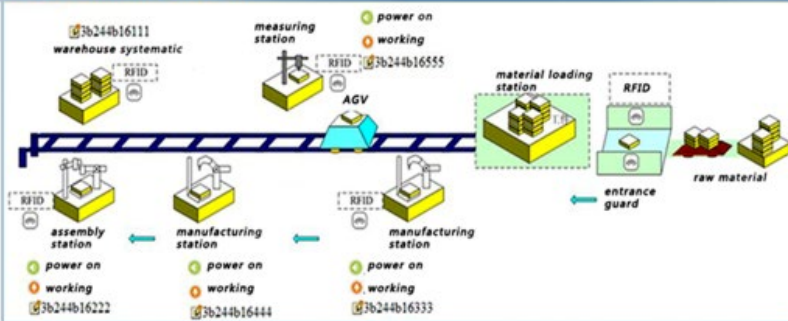 3b244b16111
warehouse systematic
RFID
measuring
station
RFID
power on
working
3b244b16555
AGV
material loading
station
RFID
entrance
guard
raw material
RFID
assembly
station
power on
working
3b244b16222
manufacturing
station
power on
working
3b244b16444
RFID
manufacturing
station
power on
working
3b244b16333